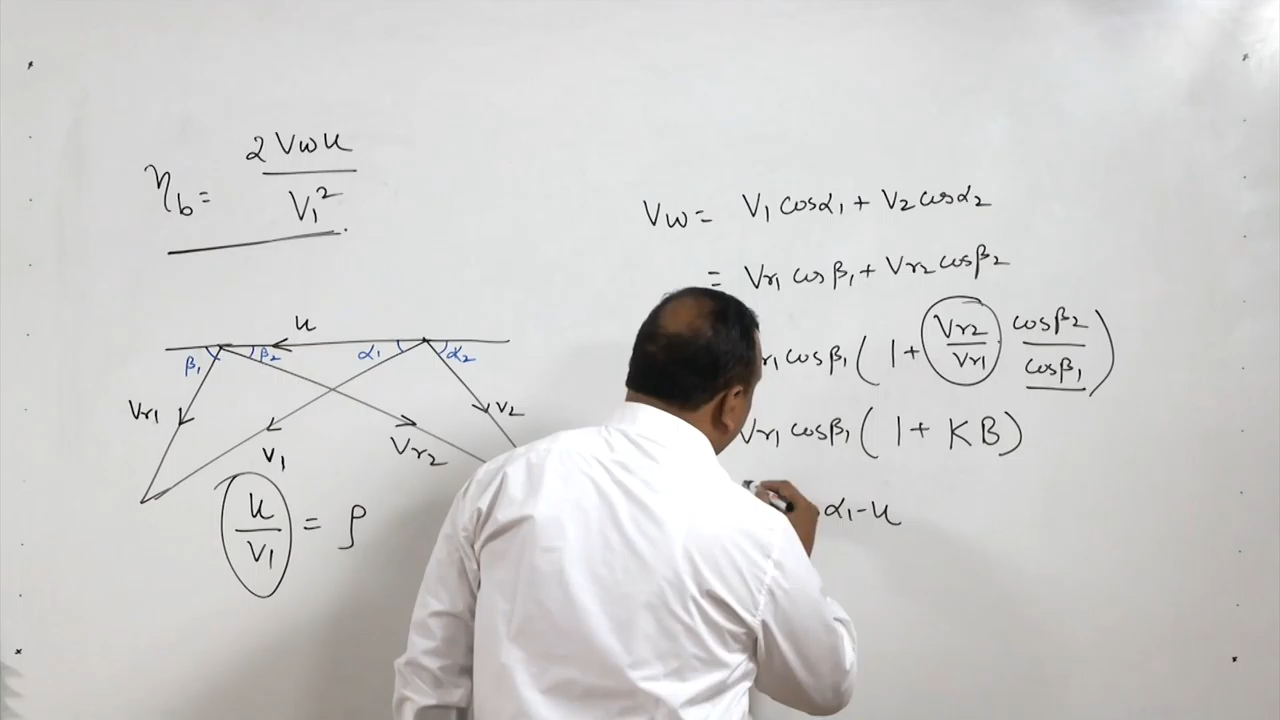 ηb = 2Vwu / V1²
Vw = V1 cosα1 + V2 cosα2
= Vr1 cosβ1 + Vr2 cosβ2
r1 cosβ1 ( 1 + Vr2/Vr1 cosβ2/cosβ1 )
Vr1 cosβ1 ( 1 + KB )
α1 - u
u
β1 β2 α1 α2
Vr1 V1 Vr2 V2
u/V1 = ρ